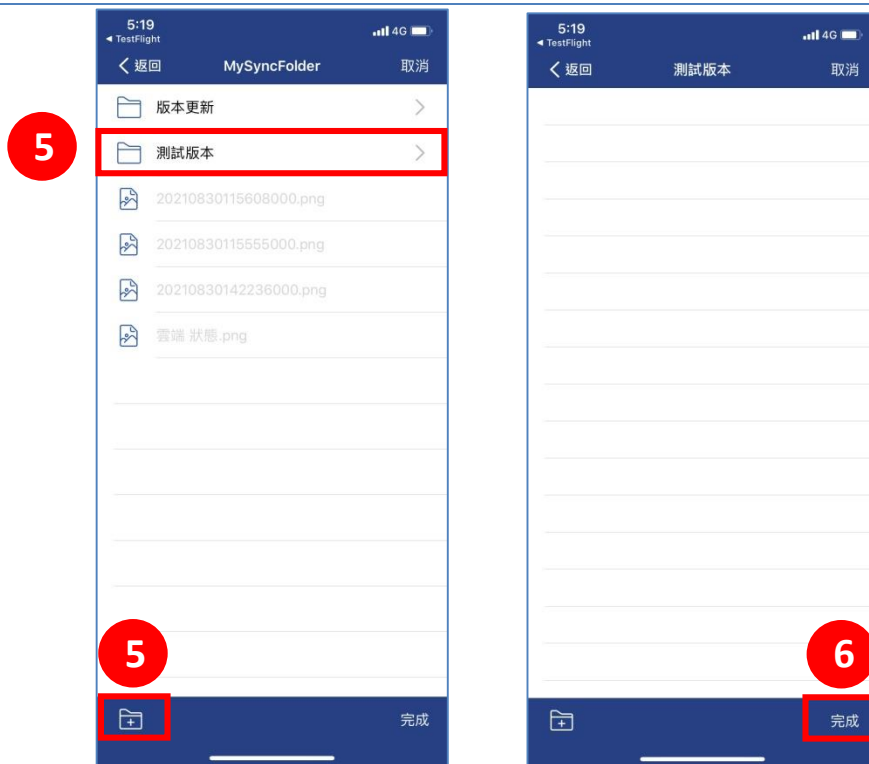 5:19
◄ TestFlight
4G
返回
MySyncFolder
取消
版本更新
5
測試版本
20210830115608000.png
20210830115555000.png
20210830142236000.png
雲端 狀態.png
5
完成
5:19
◄ TestFlight
4G
返回
測試版本
取消
6
完成